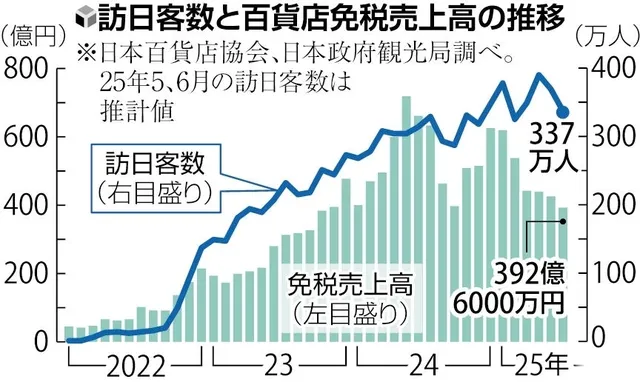 訪日客数と百貨店免税売上高の推移
(億円)
(万人)
※日本百貨店協会、日本政府観光局調べ。
25年5、6月の訪日客数は
推計値
800
600
400
200
0
400
300
200
100
0
訪日客数
(右目盛り)
337
万人
392億
6000万円
免税売上高
(左目盛り)
2022
23
24
25年